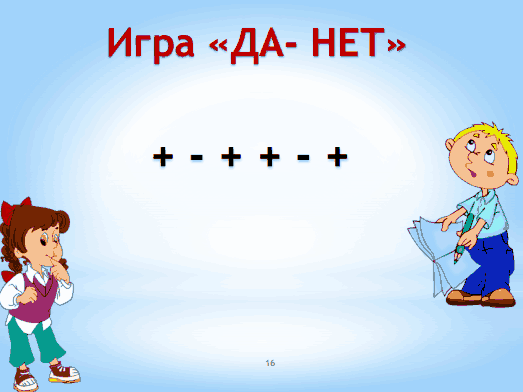 Игра «ДА- НЕТ»
+ - + + - +
16